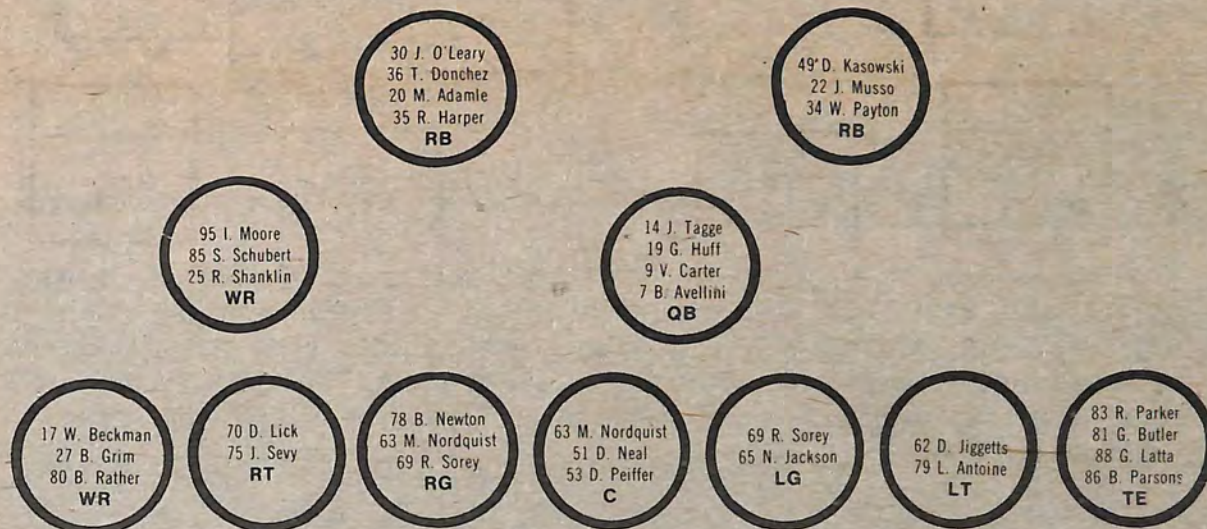 30 J. O'Leary
36 T. Donchez
20 M. Adamle
35 R. Harper
RB
49 D. Kasowski
22 J. Musso
34 W. Payton
RB
95 I. Moore
85 S. Schubert
25 R. Shanklin
WR
14 J. Tagge
19 G. Huff
9 V. Carter
7 B. Avellini
QB
17 W. Beckman
27 B. Grim
80 B. Rather
WR
70 D. Lick
75 J. Sevy
RT
78 B. Newton
63 M. Nordquist
69 R. Sorey
RG
63 M. Nordquist
51 D. Neal
53 D. Peiffer
C
69 R. Sorey
65 N. Jackson
LG
62 D. Jiggetts
79 L. Antoine
LT
83 R. Parker
81 G. Butler
88 G. Latta
86 B. Parsons
TE